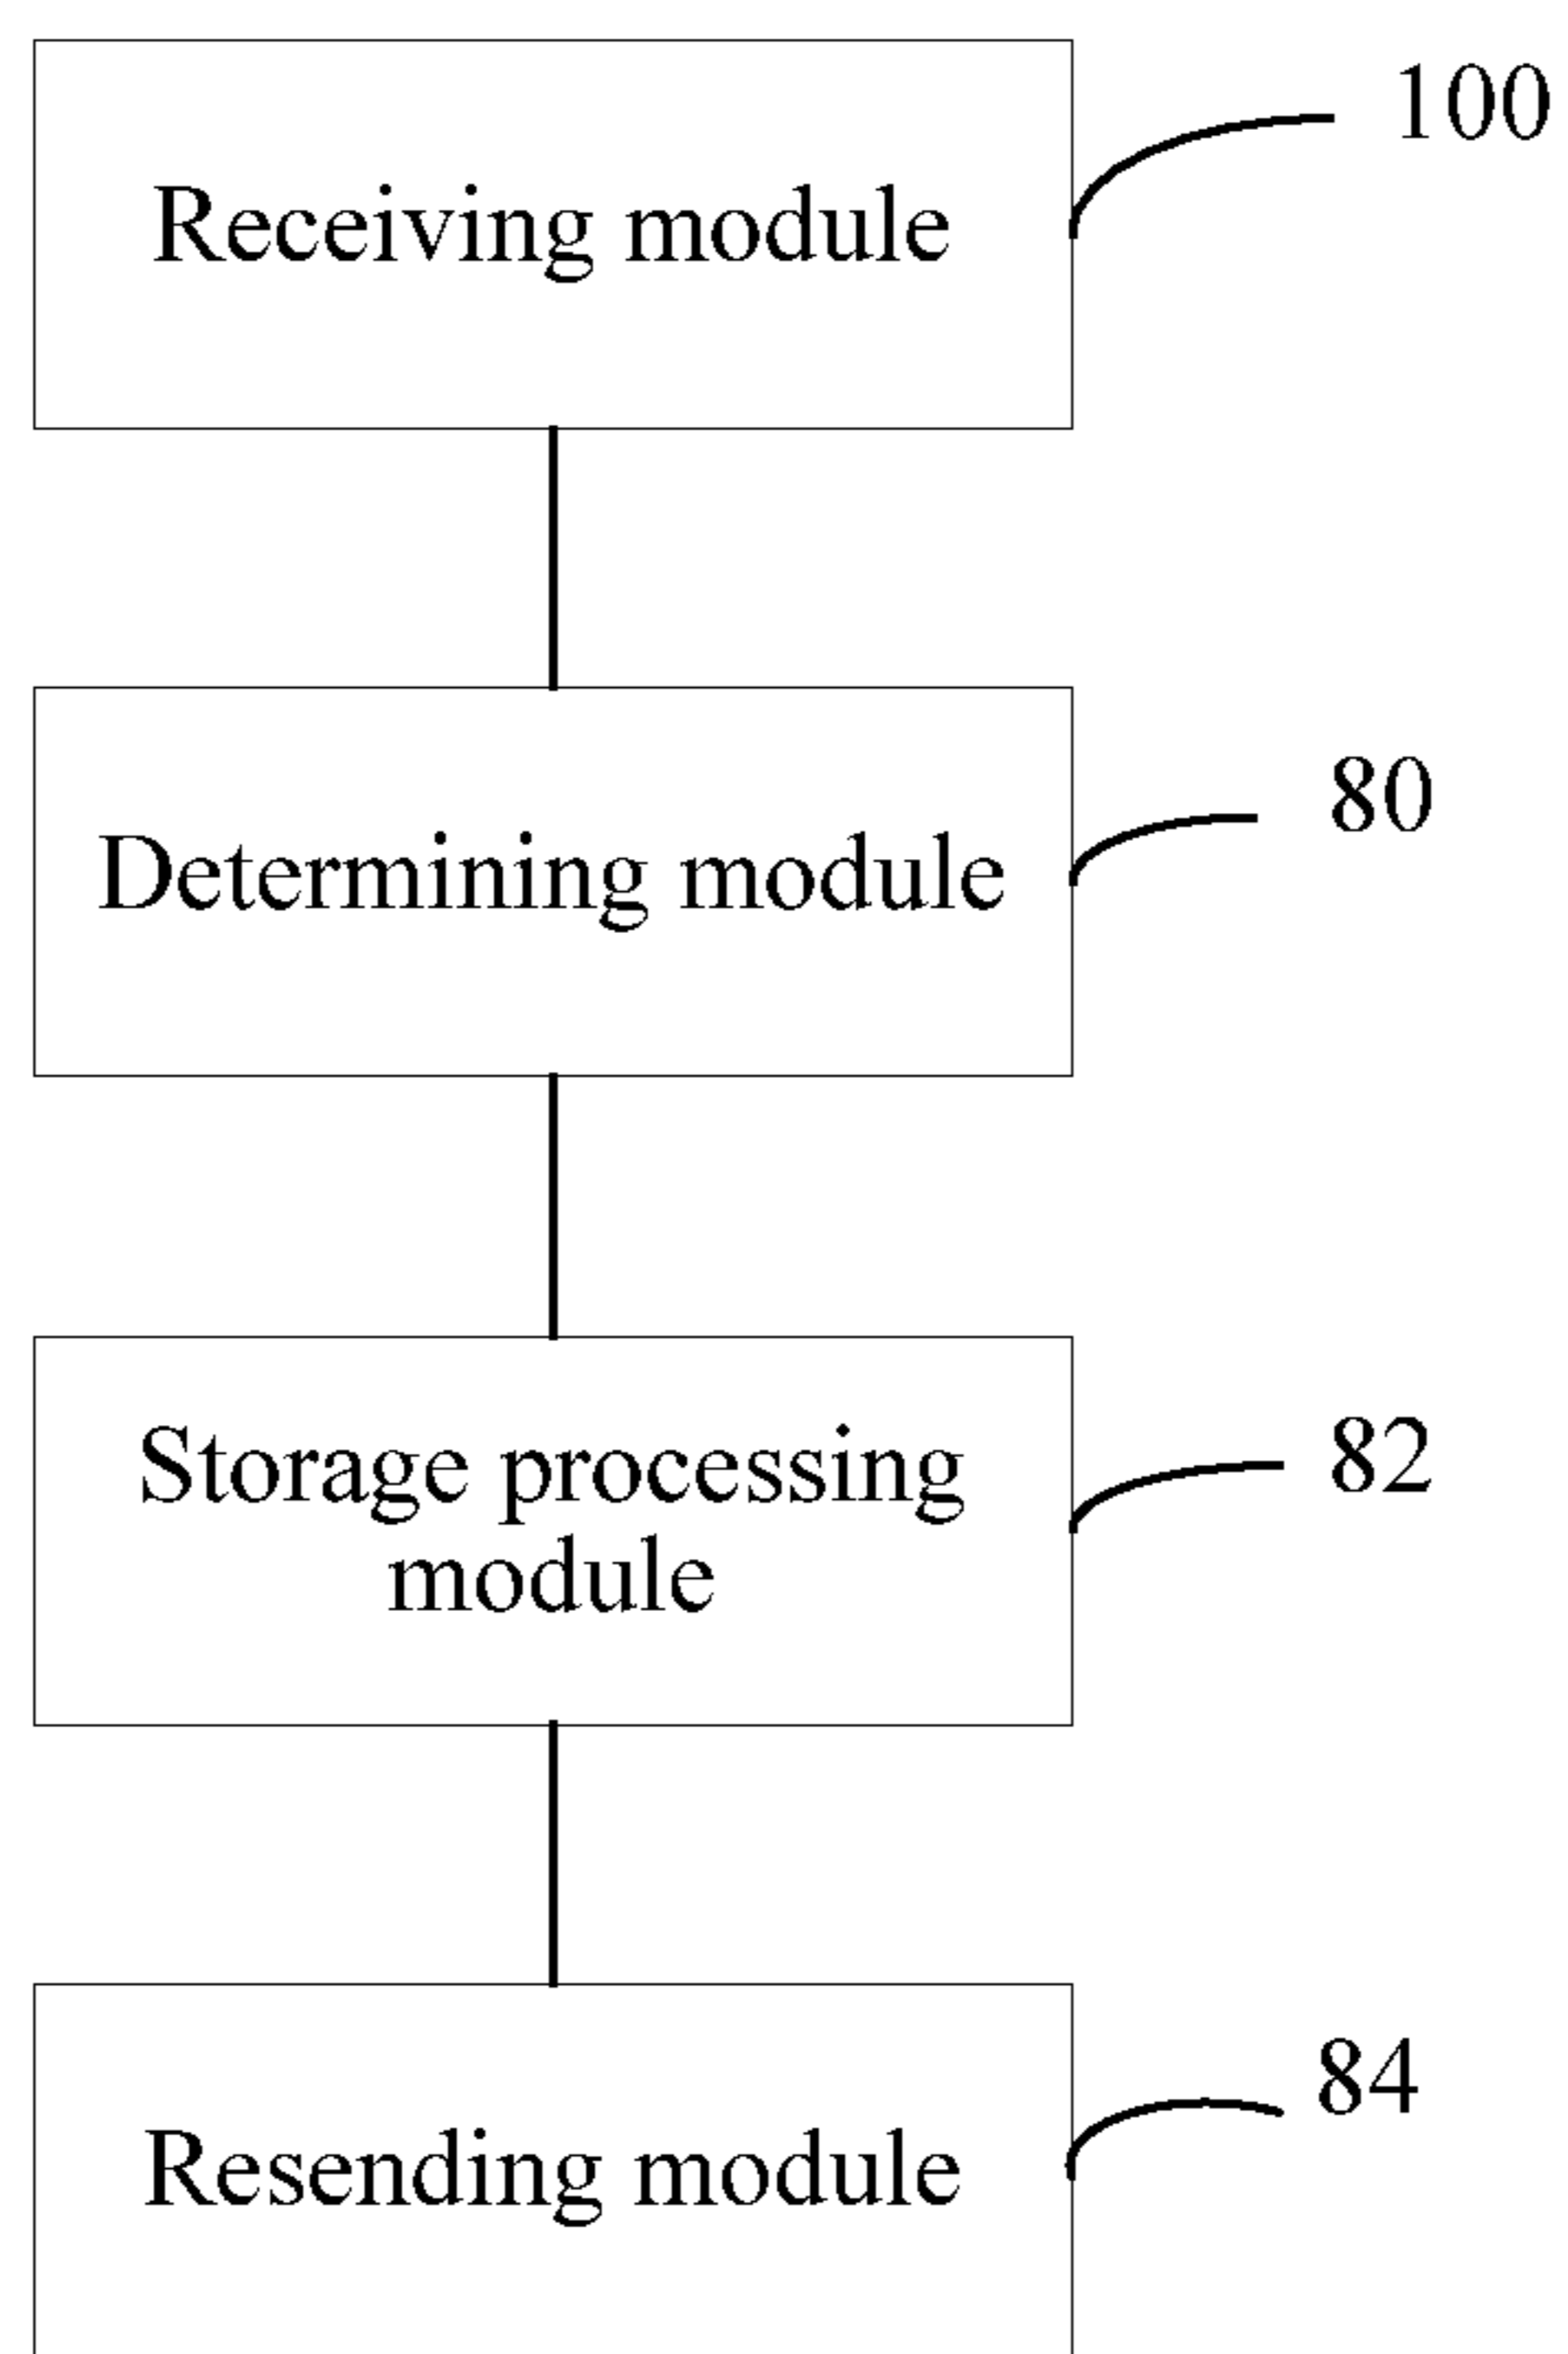 Receiving module
100
Determining module
80
Storage processing
module
82
Resending module
84